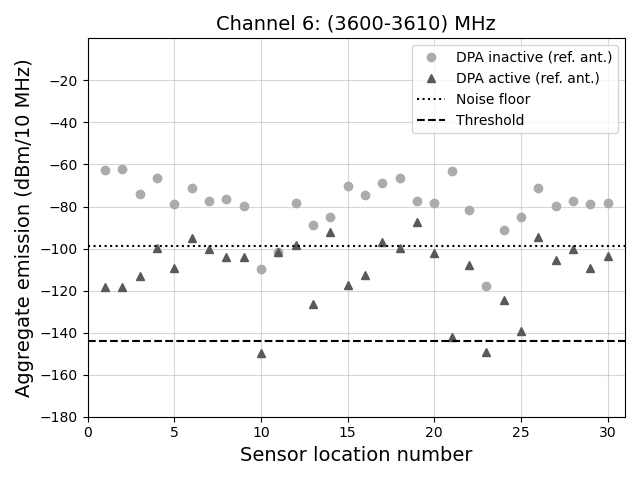 Channel 6: (3600-3610) MHz
DPA inactive (ref. ant.)
DPA active (ref. ant.)
Noise floor
Threshold
Aggregate emission (dBm/10 MHz)
−20
−40
−60
−80
−100
−120
−140
−160
−180
0 5 10 15 20 25 30
Sensor location number